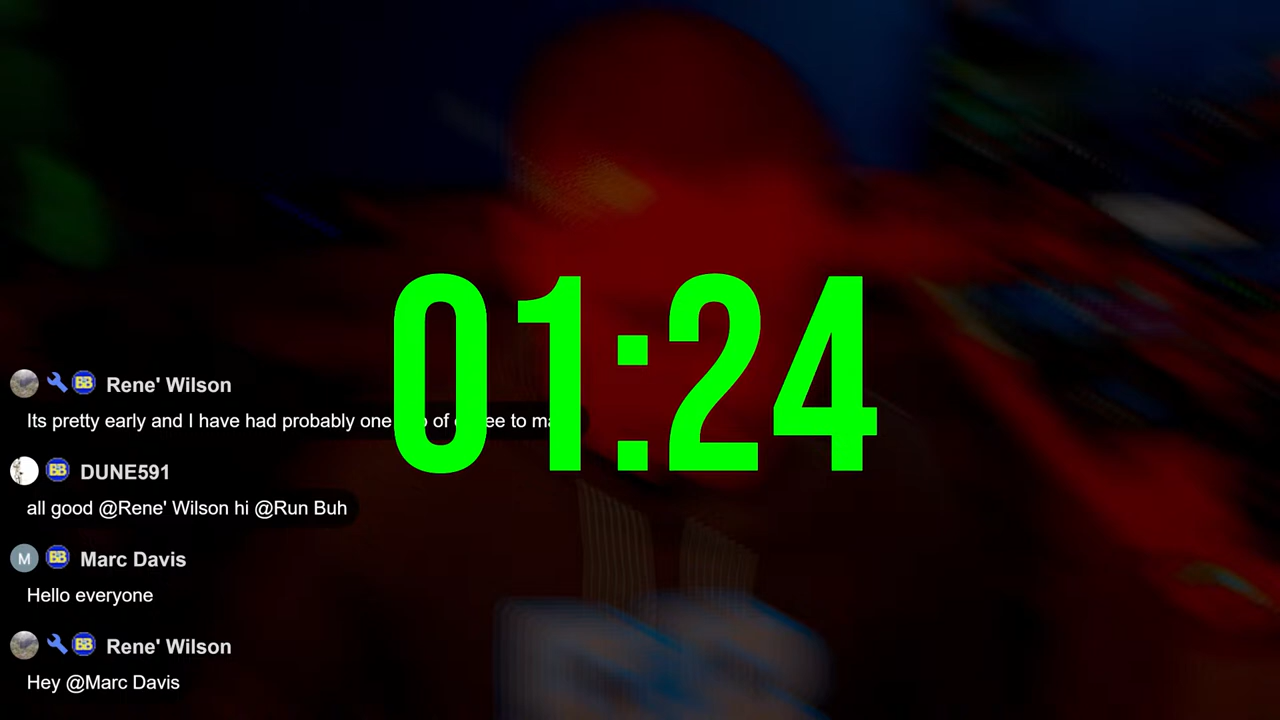 01:24
Rene' Wilson
Its pretty early and I have had probably one of ee to
DUNE591
all good @Rene' Wilson hi @Run Buh
M
Marc Davis
Hello everyone
Rene' Wilson
Hey @Marc Davis